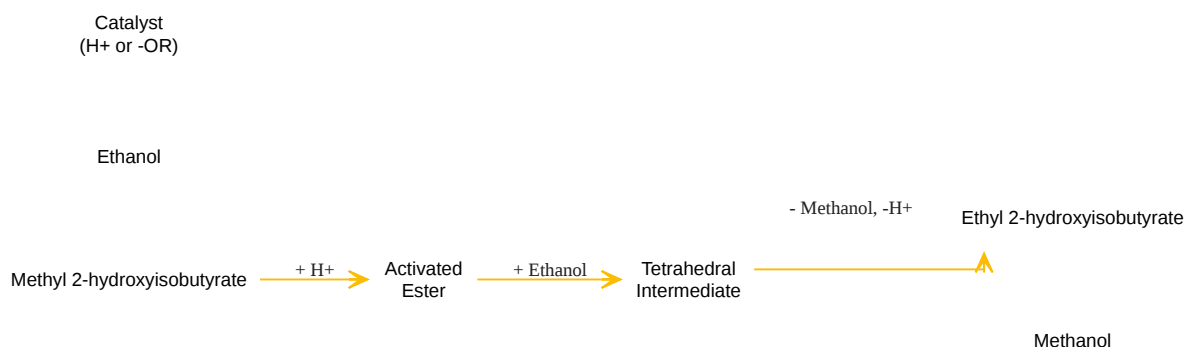 Catalyst
(H+ or -OR)
Ethanol
- Methanol, -H+
Ethyl 2-hydroxyisobutyrate
Methyl 2-hydroxyisobutyrate
+ H+
Activated
Ester
+ Ethanol
Tetrahedral
Intermediate
Methanol